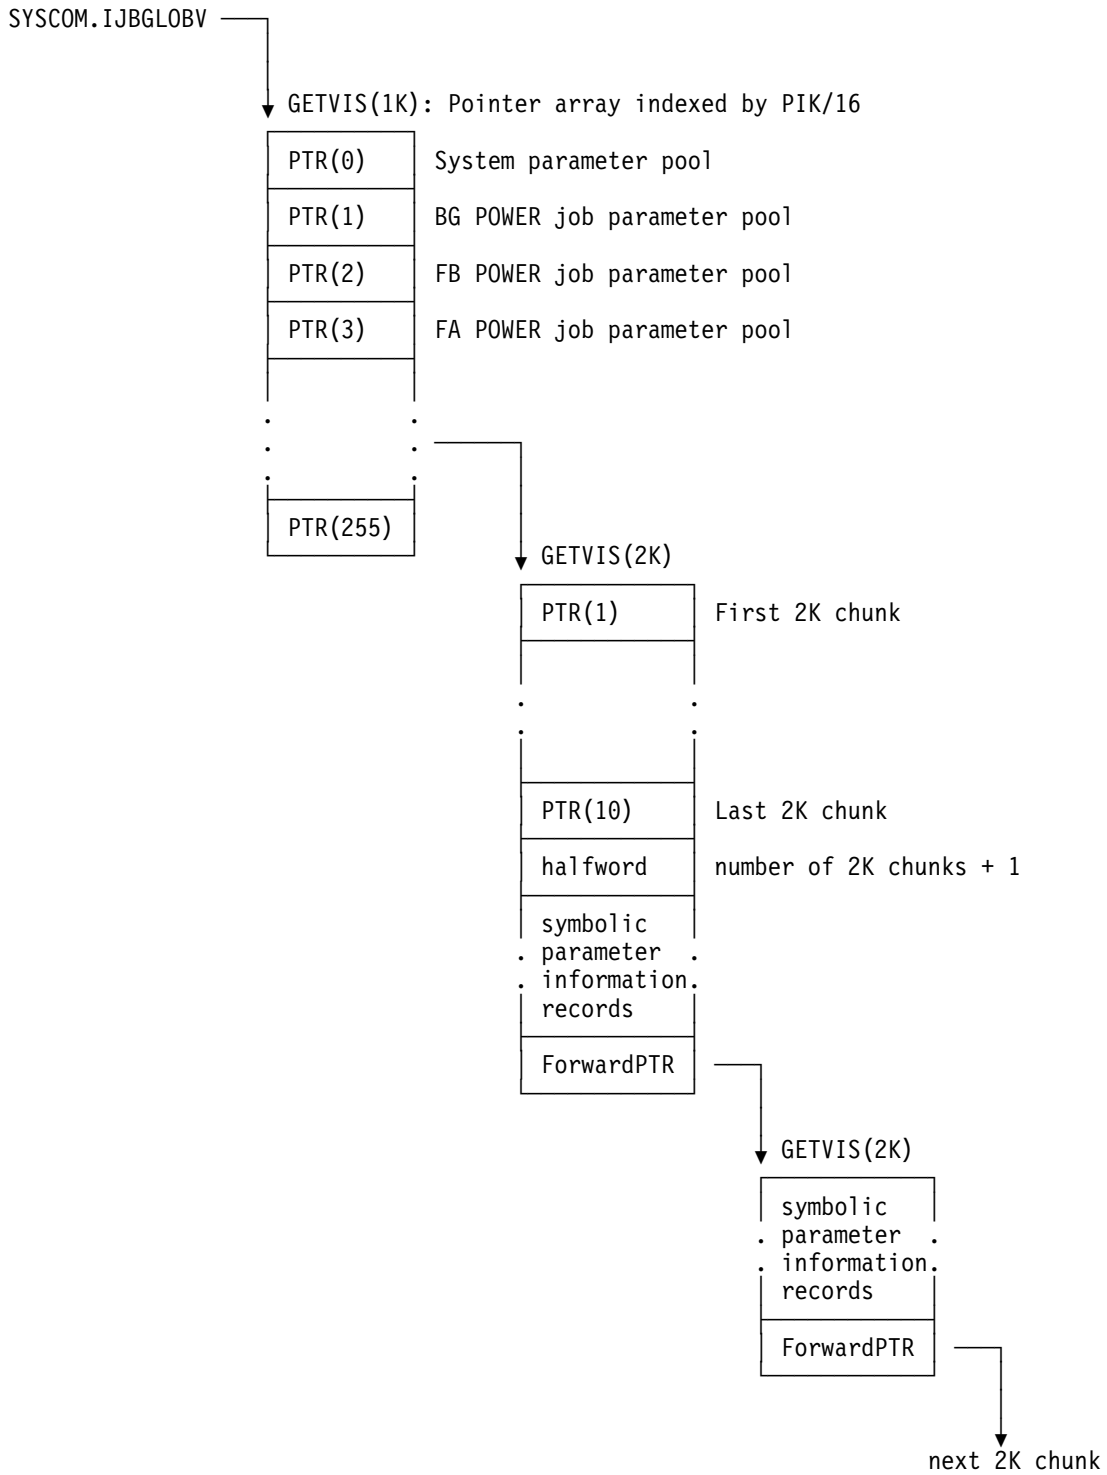 SYSCOM.IJBGLOBV
GETVIS(1K): Pointer array indexed by PIK/16
PTR(0) System parameter pool
PTR(1) BG POWER job parameter pool
PTR(2) FB POWER job parameter pool
PTR(3) FA POWER job parameter pool
. .
. .
. .
PTR(255)
GETVIS(2K)
PTR(1) First 2K chunk
. .
. .
PTR(10) Last 2K chunk
halfword number of 2K chunks + 1
symbolic
. parameter .
. information.
records
ForwardPTR
GETVIS(2K)
symbolic
. parameter .
. information.
records
ForwardPTR
next 2K chunk